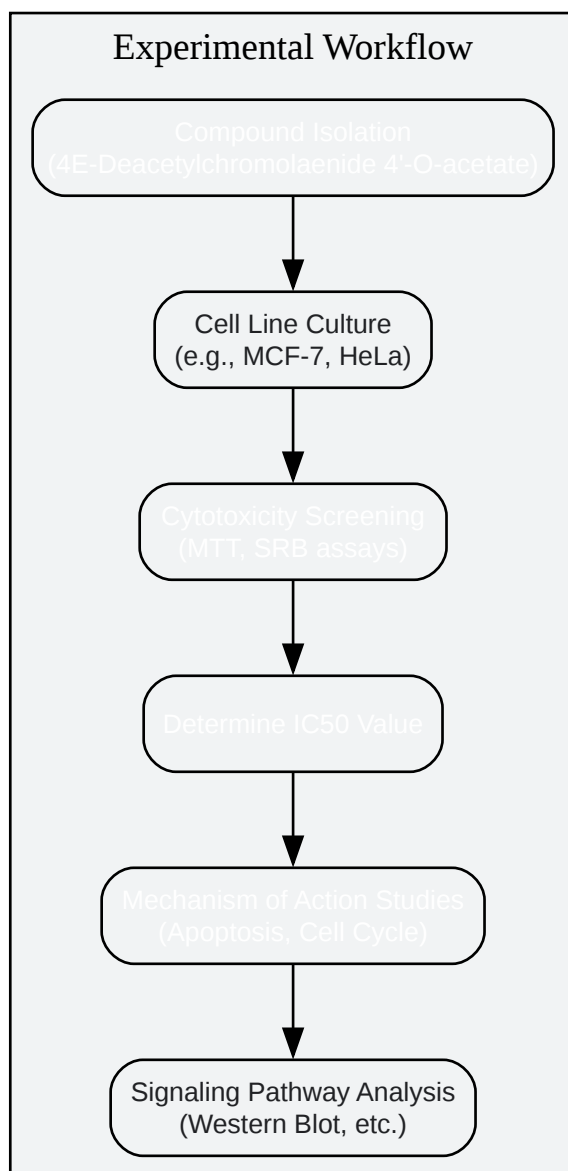 Experimental Workflow
Compound Isolation
(4E-Deacetylchromolaenide 4'-O-acetate)
Cell Line Culture
(e.g., MCF-7, HeLa)
Cytotoxicity Screening
(MTT, SRB assays)
Determine IC50 Value
Mechanism of Action Studies
(Apoptosis, Cell Cycle)
Signaling Pathway Analysis
(Western Blot, etc.)